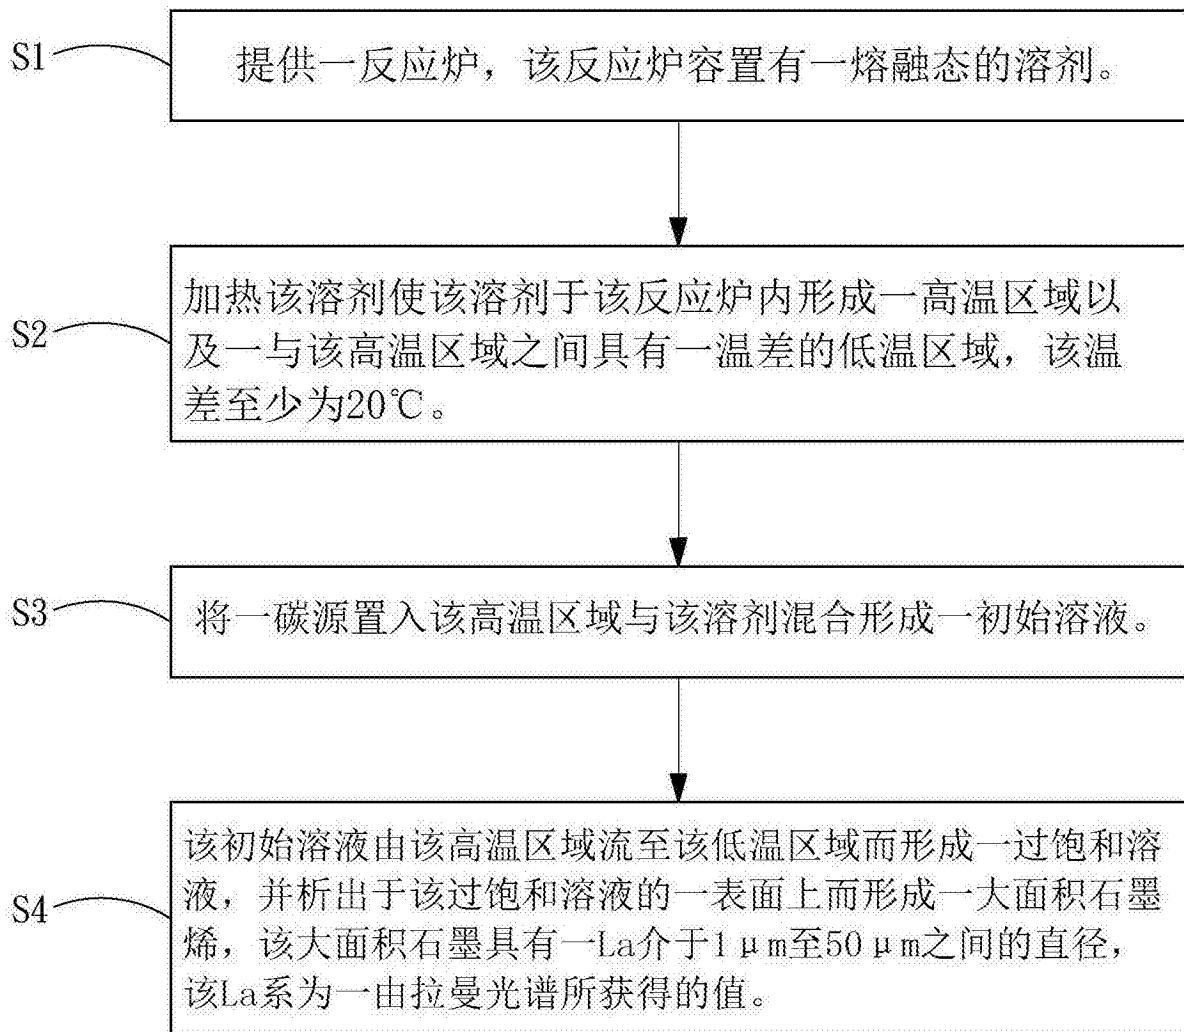 S1
提供一反应炉，该反应炉容置有一熔融态的溶剂。
S2
加热该溶剂使该溶剂于该反应炉内形成一高温区域以
及一与该高温区域之间具有一温差的低温区域，该温
差至少为20℃。
S3
将一碳源置入该高温区域与该溶剂混合形成一初始溶液。
S4
该初始溶液由该高温区域流至该低温区域而形成一过饱和溶
液，并析出于该过饱和溶液的一表面上而形成一大面积石墨
烯，该大面积石墨具有一La介于1μm至50μm之间的直径，
该La系为一由拉曼光谱所获得的值。